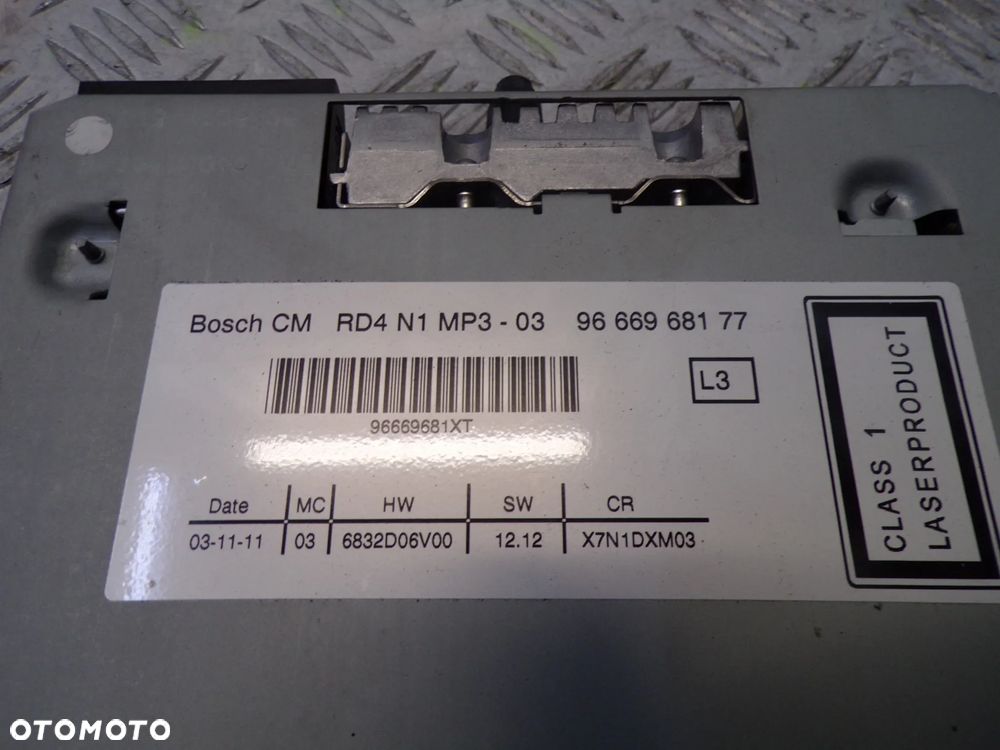 Bosch CM RD4 N1 MP3 - 03 96 669 681 77
L3
96669681XT
Date MC HW SW CR
03-11-11 03 6832D06V00 12.12 X7N1DXM03
CLASS 1
LASERPRODUCT
OTOMOTO